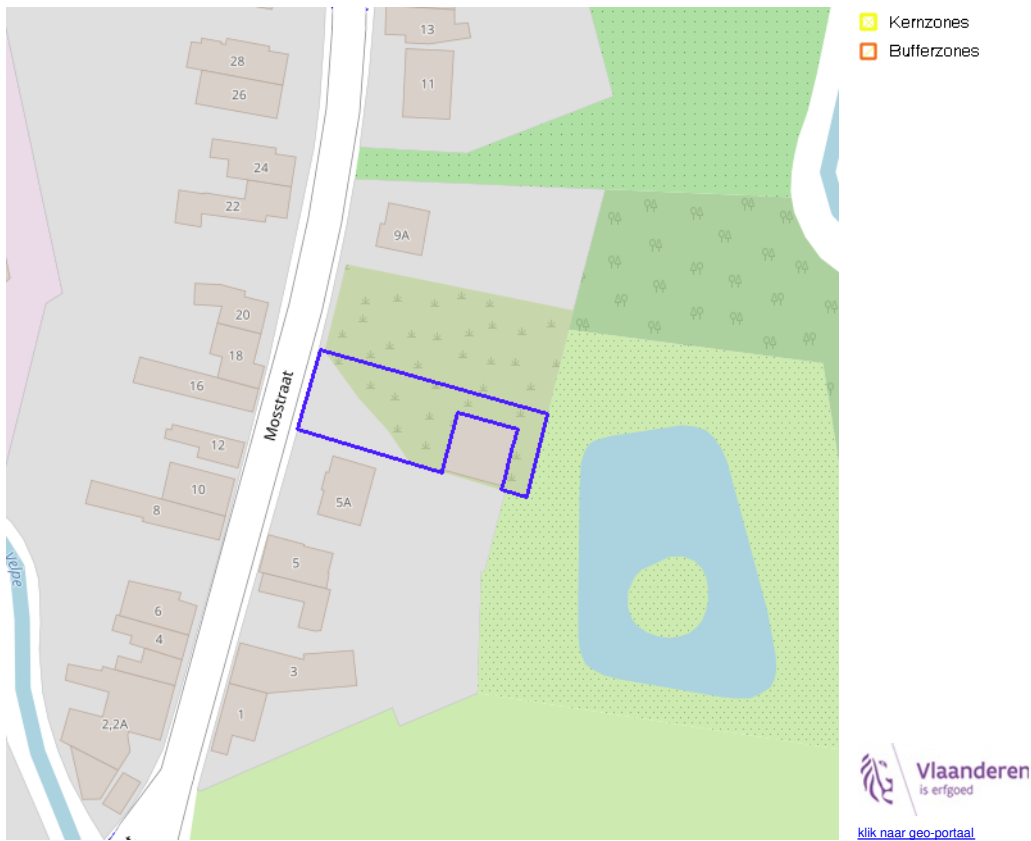 13
28
11
26
24
22
9A
20
18
16
Mosstraat
12
10
8
5A
velpe
5
6
4
3
1
2,2A
Kernzones
Bufferzones
Vlaanderen
is erfgoed
klik naar geo-portaal